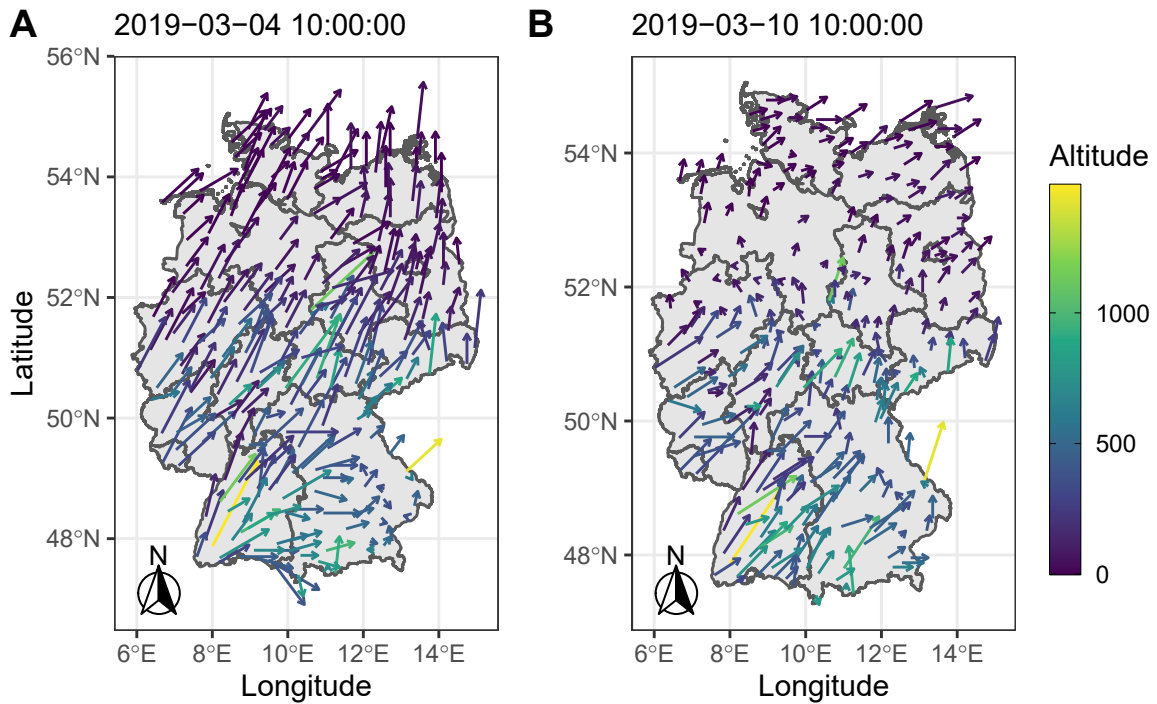 A
2019−03−04 10:00:00
B
2019−03−10 10:00:00
56°N
54°N
52°N
50°N
48°N
Latitude
N
6°E
8°E
10°E
12°E
14°E
Longitude
54°N
52°N
50°N
48°N
N
6°E
8°E
10°E
12°E
14°E
Longitude
Altitude
1000
500
0